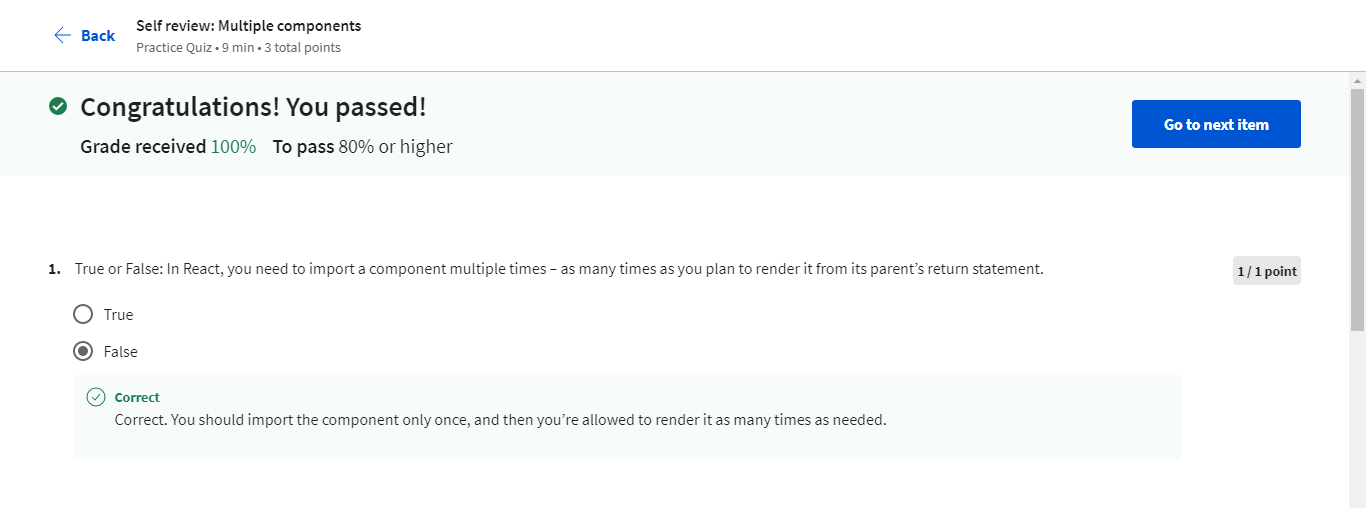 Back
Self review: Multiple components
Practice Quiz • 9 min • 3 total points
Congratulations! You passed!
Grade received 100% To pass 80% or higher
Go to next item
1. True or False: In React, you need to import a component multiple times – as many times as you plan to render it from its parent’s return statement.
1 / 1 point
True
False
Correct
Correct. You should import the component only once, and then you’re allowed to render it as many times as needed.